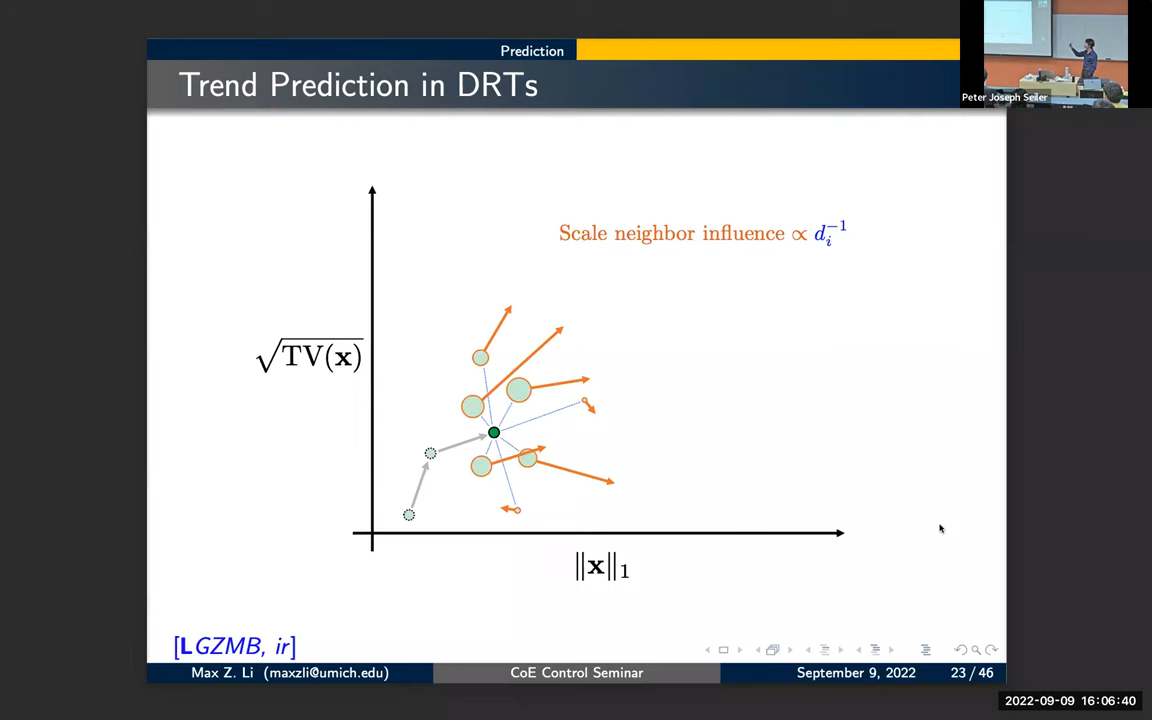 Prediction
Trend Prediction in DRTs
Peter Joseph Seiler
Scale neighbor influence ∝ d_i^{-1}
√TV(x)
‖x‖₁
[LGZMB, ir]
Max Z. Li (maxzli@umich.edu)
CoE Control Seminar
September 9, 2022
23 / 46
2022-09-09 16:06:40